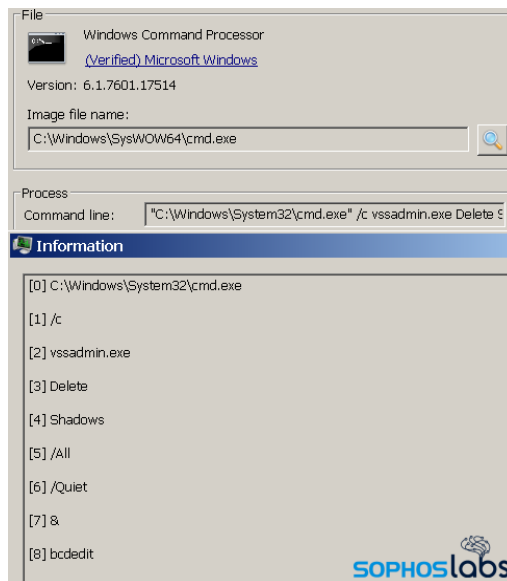 File
Windows Command Processor
(Verified) Microsoft Windows
Version: 6.1.7601.17514
Image file name:
C:\Windows\SysWOW64\cmd.exe
Process
Command line: "C:\Windows\System32\cmd.exe" /c vssadmin.exe Delete S
Information
[0] C:\Windows\System32\cmd.exe
[1] /c
[2] vssadmin.exe
[3] Delete
[4] Shadows
[5] /All
[6] /Quiet
[7] &
[8] bcdedit
SOPHOSlabs